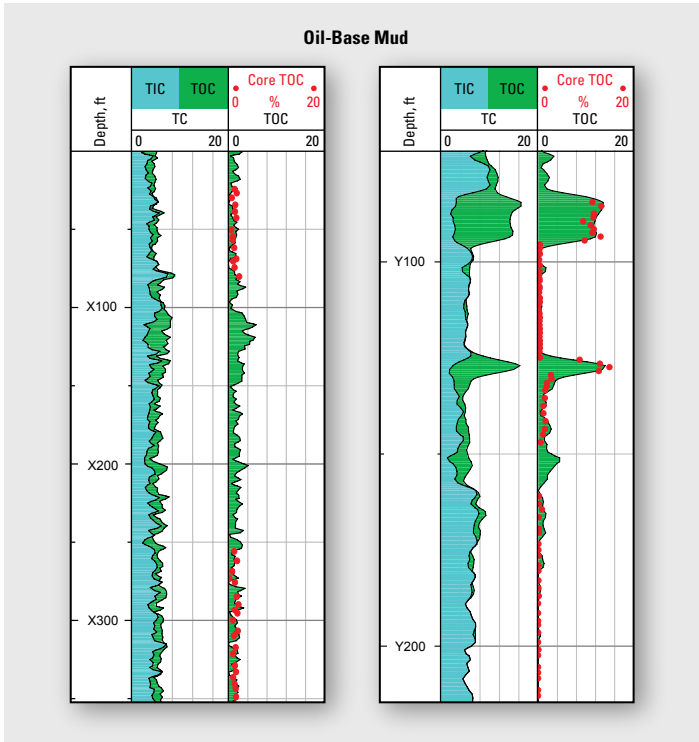 Oil-Base Mud
Depth, ft
TIC TOC
TC
0 20
Core TOC
0 % 20
TOC
0 20
X100
X200
X300
Depth, ft
TIC TOC
TC
0 20
Core TOC
0 % 20
TOC
0 20
Y100
Y200